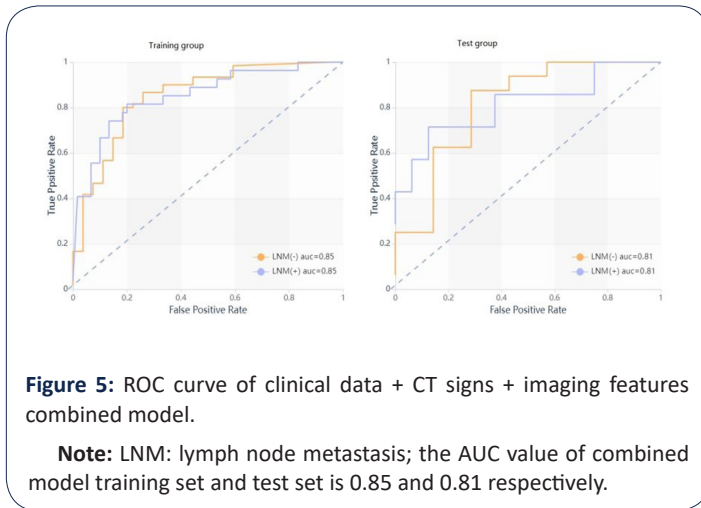 Training group
1
0.8
0.6
0.4
0.2
0
True Ppsitive Rate
0
0.2
0.4
0.6
0.8
1
False Positive Rate
LNM(-) auc=0.85
LNM(+) auc=0.85
Test group
1
0.8
0.6
0.4
0.2
0
True Ppsitive Rate
0
0.2
0.4
0.6
0.8
1
False Positive Rate
LNM(-) auc=0.81
LNM(+) auc=0.81
Figure 5: ROC curve of clinical data + CT signs + imaging features
combined model.
Note: LNM: lymph node metastasis; the AUC value of combined
model training set and test set is 0.85 and 0.81 respectively.